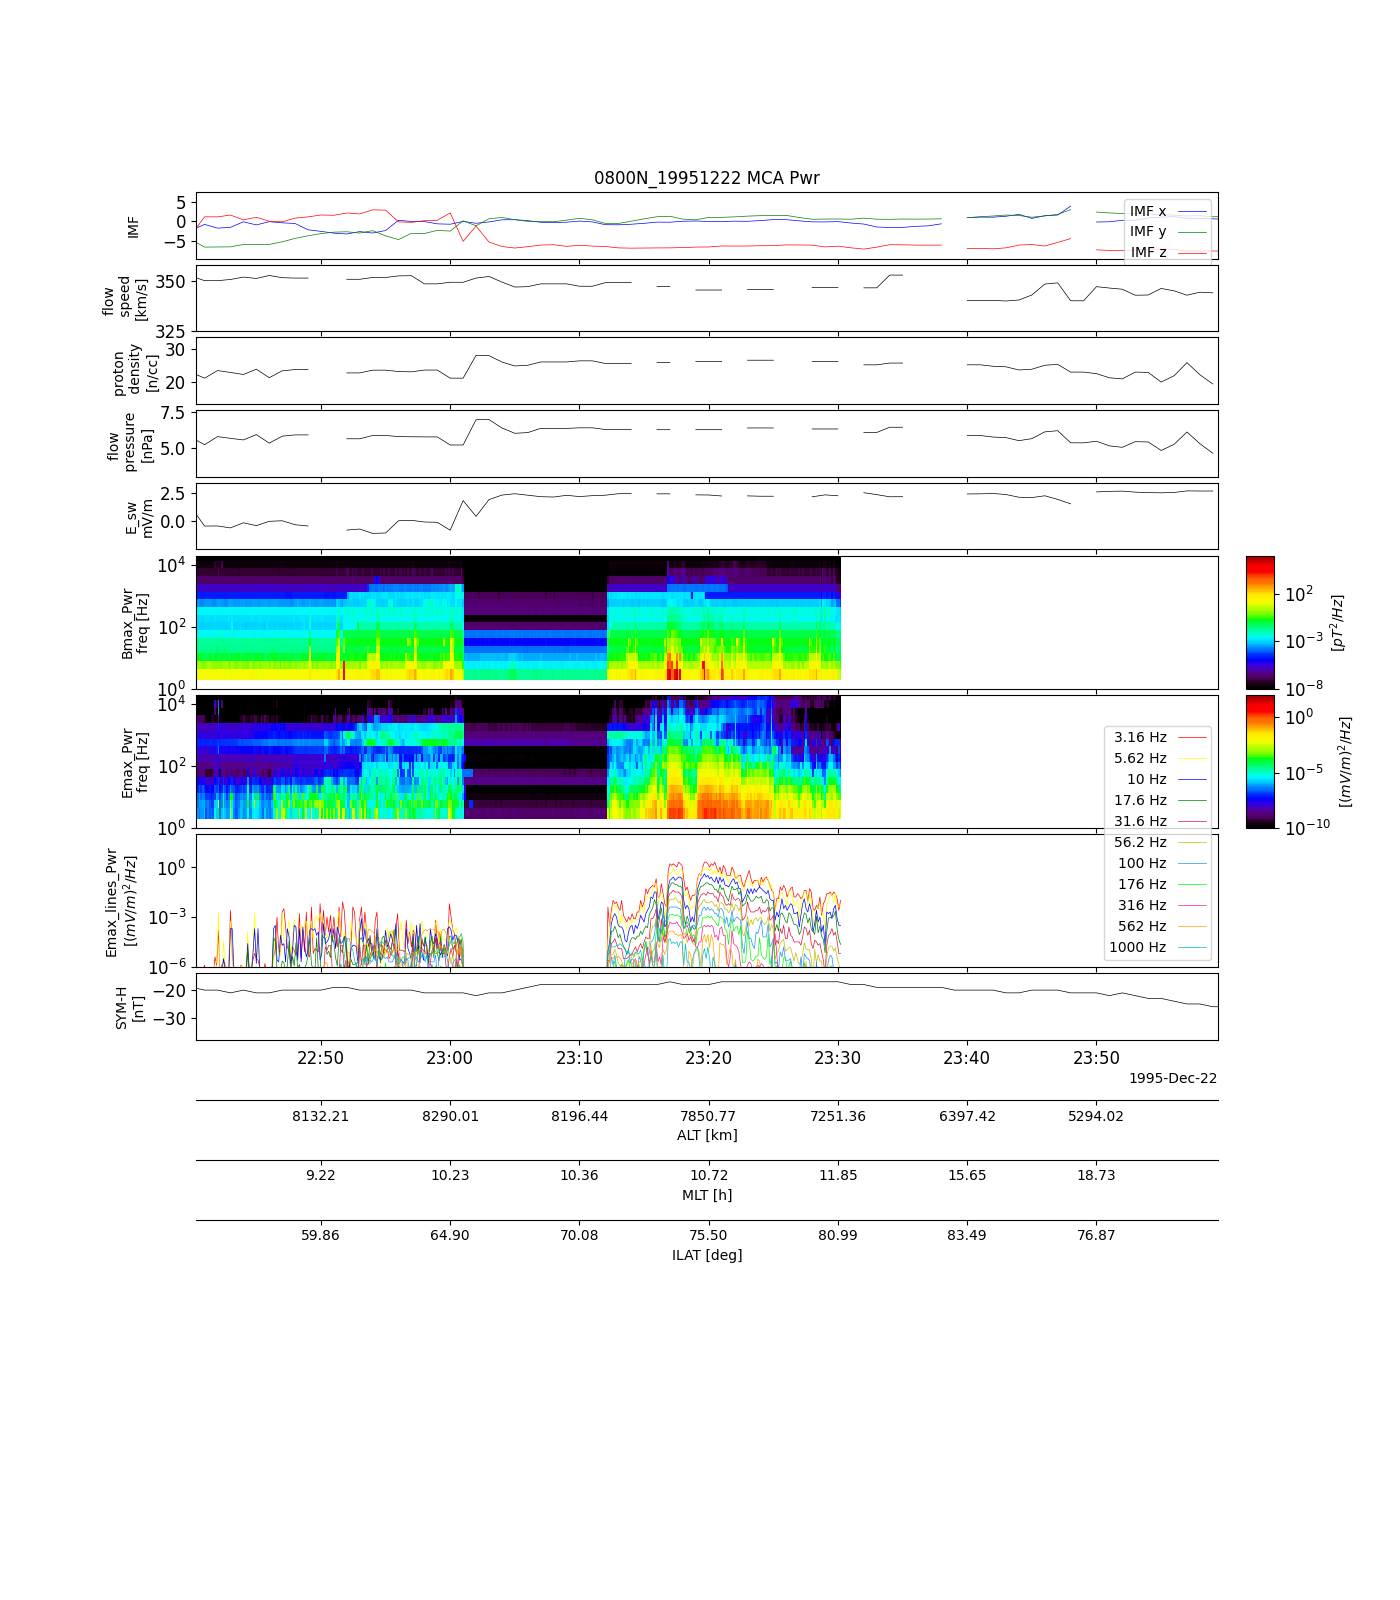 0800N_19951222 MCA Pwr
IMF
5
0
−5
IMF x
IMF y
IMF z
flow
speed
[km/s]
350
325
proton
density
[n/cc]
30
20
flow
pressure
[nPa]
7.5
5.0
E_sw
mV/m
2.5
0.0
Bmax_Pwr
freq [Hz]
10^4
10^2
10^0
10^2
10^−3
10^−8
[pT^2/Hz]
Emax_Pwr
freq [Hz]
10^4
10^2
10^0
10^0
10^−5
10^−10
[(mV/m)^2/Hz]
3.16 Hz
5.62 Hz
10 Hz
17.6 Hz
31.6 Hz
56.2 Hz
100 Hz
176 Hz
316 Hz
562 Hz
1000 Hz
Emax_lines_Pwr
[(mV/m)^2/Hz]
10^0
10^−3
10^−6
SYM-H
[nT]
−20
−30
22:50 23:00 23:10 23:20 23:30 23:40 23:50
1995-Dec-22
8132.21 8290.01 8196.44 7850.77 7251.36 6397.42 5294.02
ALT [km]
9.22 10.23 10.36 10.72 11.85 15.65 18.73
MLT [h]
59.86 64.90 70.08 75.50 80.99 83.49 76.87
ILAT [deg]